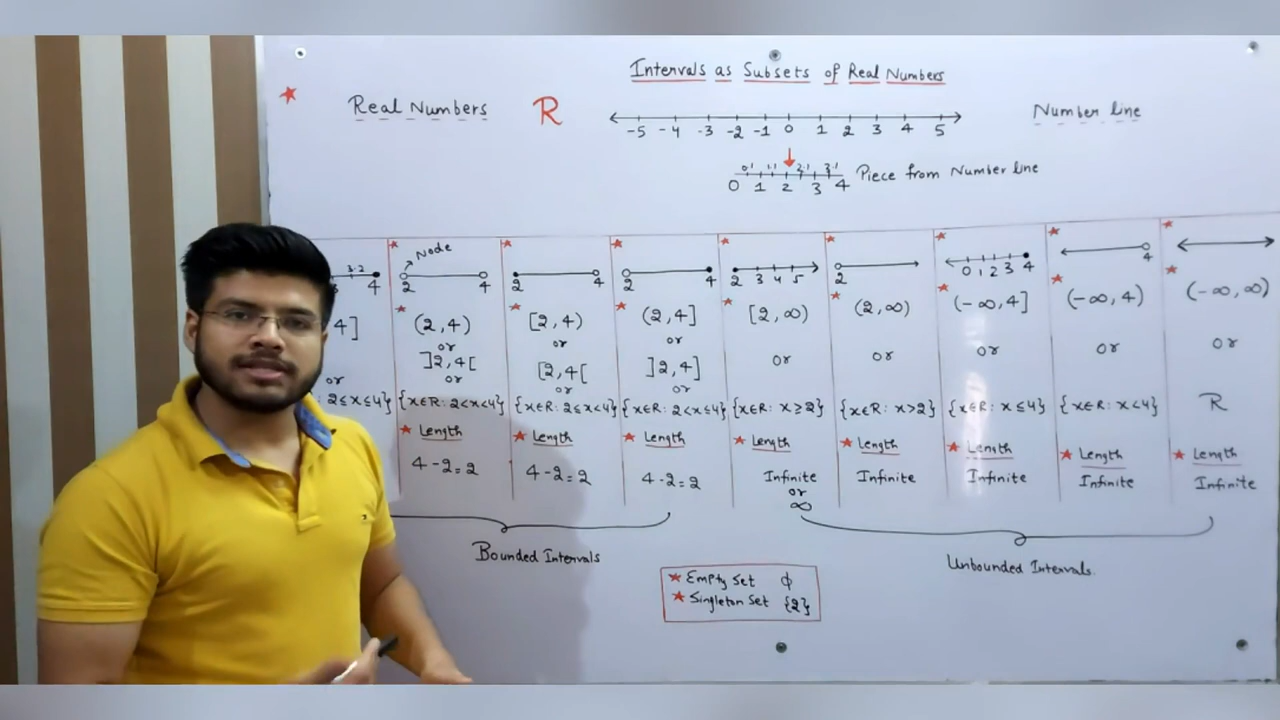 Intervals as Subsets of Real Numbers
Real Numbers R
-5 -4 -3 -2 -1 0 1 2 3 4 5
Number line
0 1 2 3 4
Piece from Number line
4
4]
or
: 2≤x≤4}
Node
2 4
(2,4)
or
]2,4[
or
{x∈R: 2<x<4}
Length
4-2=2
2 4
[2,4)
or
[2,4[
or
{x∈R: 2≤x<4}
Length
4-2=2
2 4
(2,4]
or
]2,4]
or
{x∈R: 2<x≤4}
Length
4-2=2
2 3 4 5
[2,∞)
or
{x∈R: x≥2}
Length
Infinite
or
∞
2
(2,∞)
or
{x∈R: x>2}
Length
Infinite
0 1 2 3 4
(-∞,4]
or
{x∈R: x≤4}
Length
Infinite
4
(-∞,4)
or
{x∈R: x<4}
Length
Infinite
(-∞,∞)
or
R
Length
Infinite
Bounded Intervals
Unbounded Intervals.
Empty Set ϕ
Singleton Set {2}